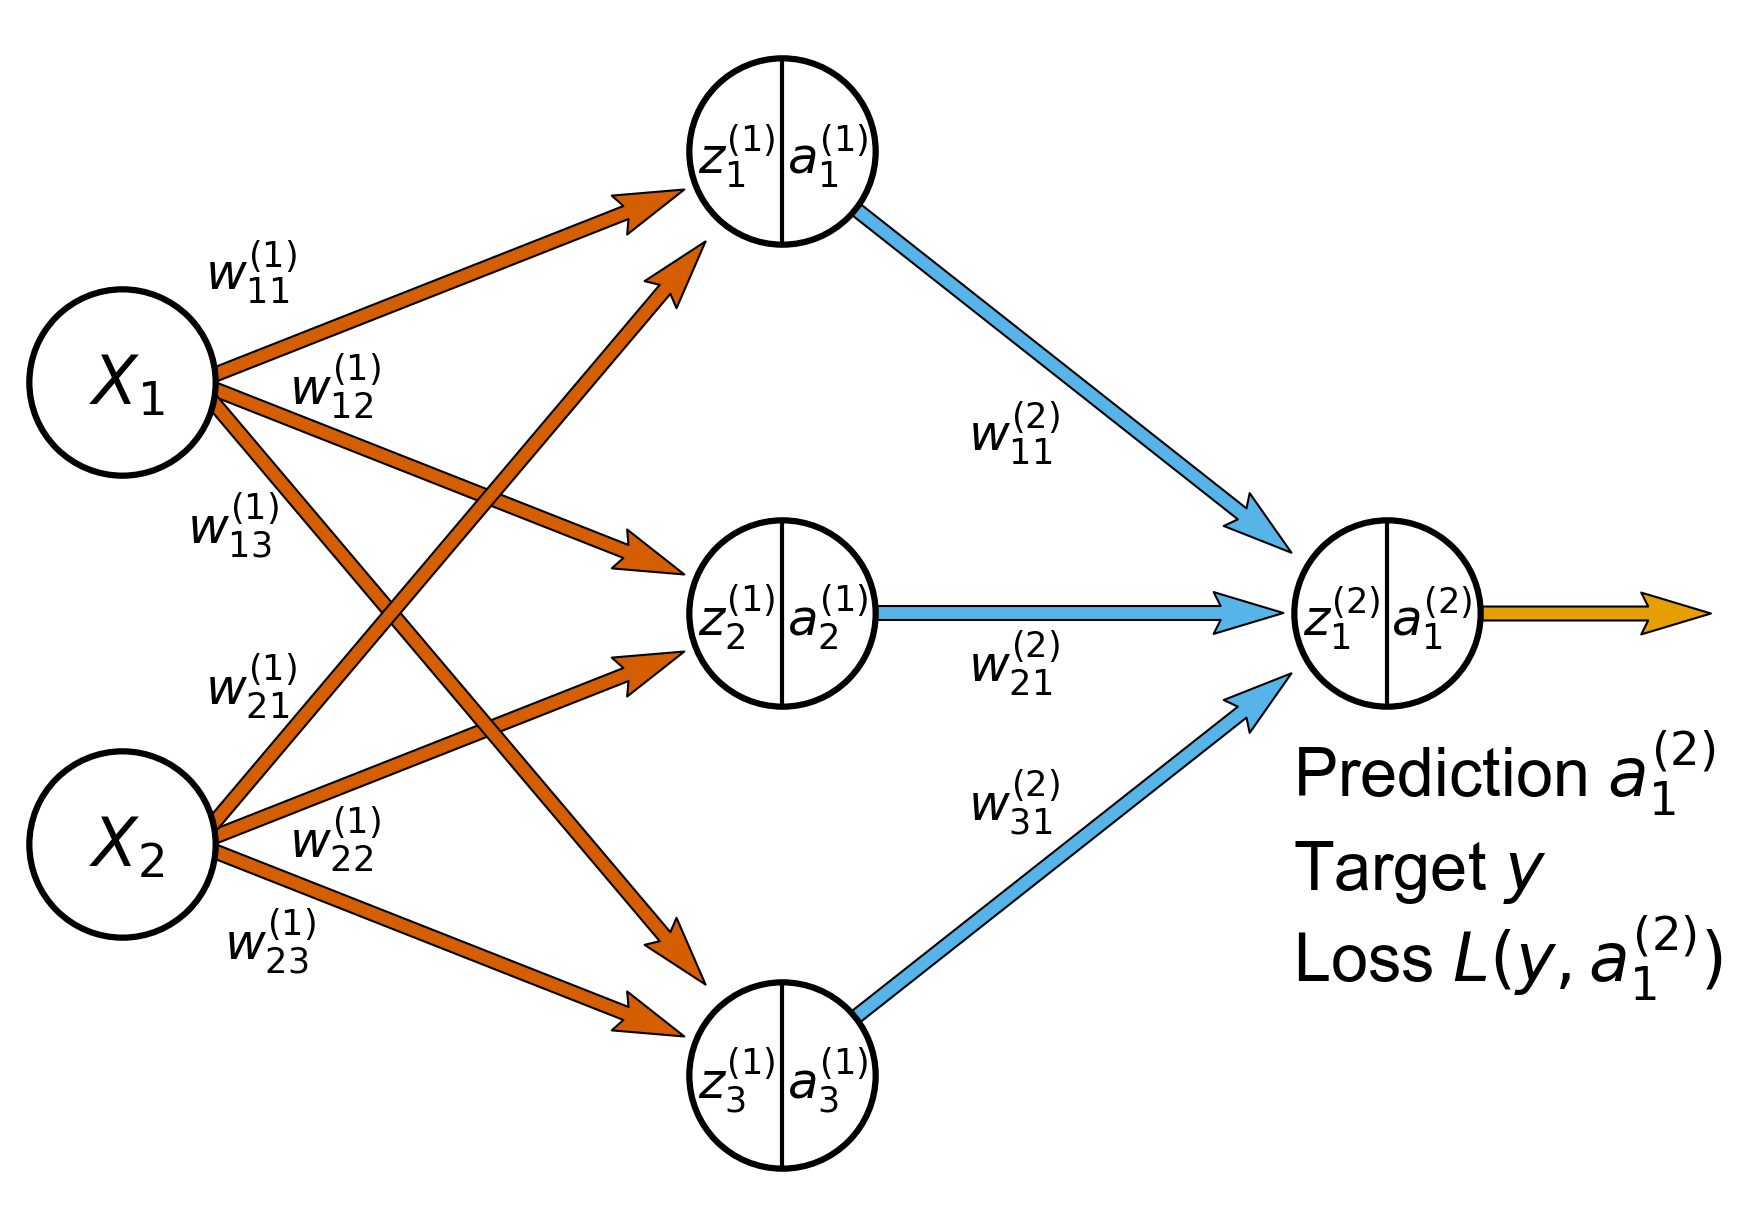 z_1^{(1)} a_1^{(1)}
w_{11}^{(1)}
X_1
w_{12}^{(1)}
w_{11}^{(2)}
w_{13}^{(1)}
z_2^{(1)} a_2^{(1)}
z_1^{(2)} a_1^{(2)}
w_{21}^{(1)}
w_{21}^{(2)}
X_2
w_{22}^{(1)}
w_{31}^{(2)}
w_{23}^{(1)}
Prediction a_1^{(2)}
Target y
Loss L(y, a_1^{(2)})
z_3^{(1)} a_3^{(1)}